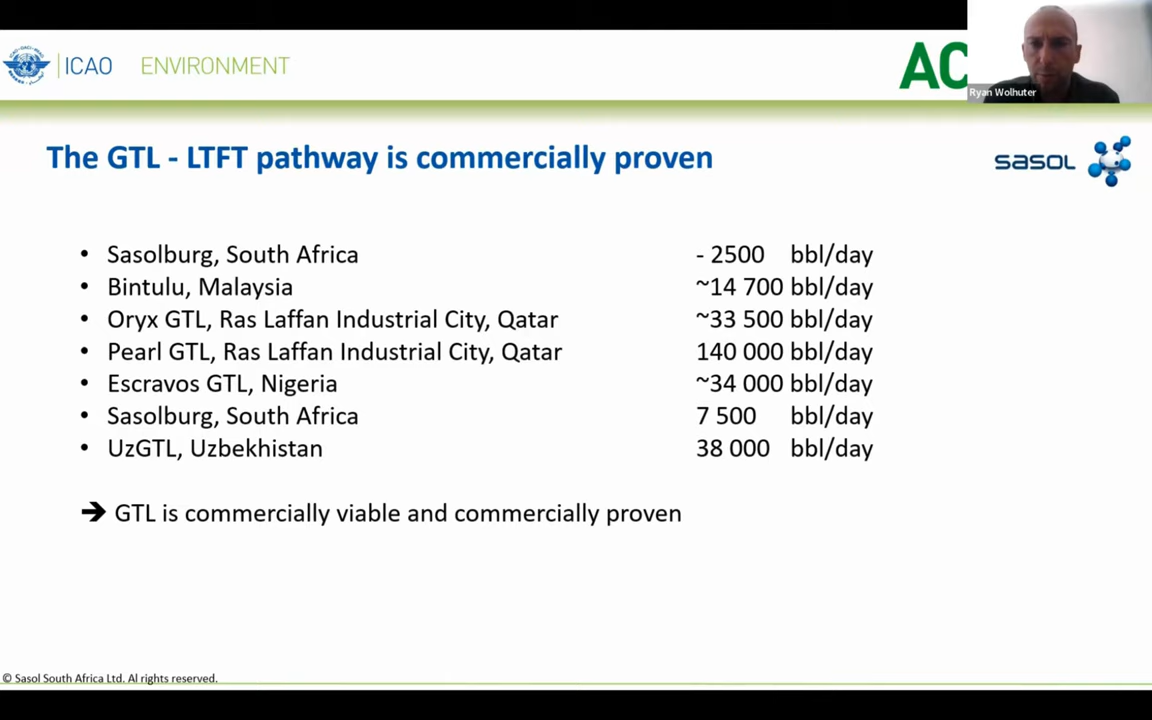 ICAO ENVIRONMENT
AC
Ryan Wolhuter
The GTL - LTFT pathway is commercially proven
sasol
• Sasolburg, South Africa - 2500 bbl/day
• Bintulu, Malaysia ~14 700 bbl/day
• Oryx GTL, Ras Laffan Industrial City, Qatar ~33 500 bbl/day
• Pearl GTL, Ras Laffan Industrial City, Qatar 140 000 bbl/day
• Escravos GTL, Nigeria ~34 000 bbl/day
• Sasolburg, South Africa 7 500 bbl/day
• UzGTL, Uzbekhistan 38 000 bbl/day
➔ GTL is commercially viable and commercially proven
© Sasol South Africa Ltd. Al rights reserved.